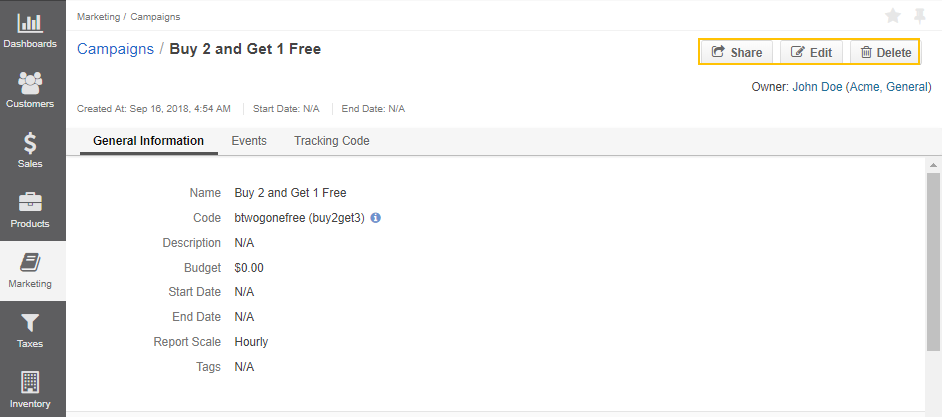 Dashboards
Customers
Sales
Products
Marketing
Taxes
Inventory
Marketing / Campaigns
Campaigns / Buy 2 and Get 1 Free
Share Edit Delete
Owner: John Doe (Acme, General)
Created At: Sep 16, 2018, 4:54 AM Start Date: N/A End Date: N/A
General Information Events Tracking Code
Name Buy 2 and Get 1 Free
Code btwogonefree (buy2get3)
Description N/A
Budget $0.00
Start Date N/A
End Date N/A
Report Scale Hourly
Tags N/A